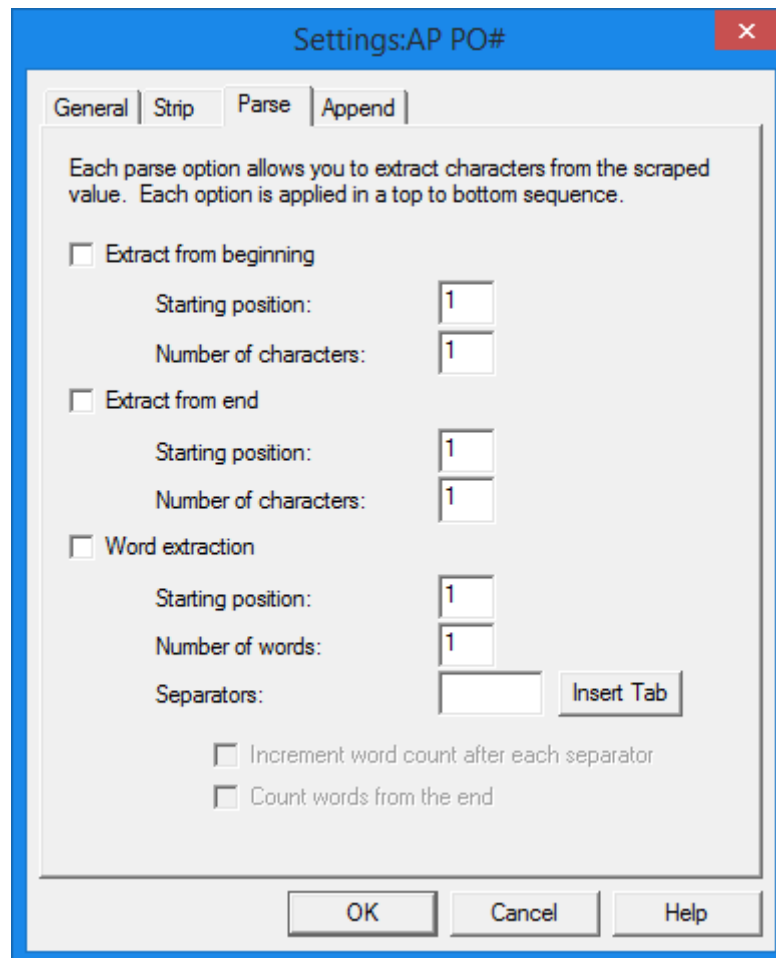 Settings:AP PO#
General Strip Parse Append
Each parse option allows you to extract characters from the scraped
value.  Each option is applied in a top to bottom sequence.
Extract from beginning
Starting position: 1
Number of characters: 1
Extract from end
Starting position: 1
Number of characters: 1
Word extraction
Starting position: 1
Number of words: 1
Separators: Insert Tab
Increment word count after each separator
Count words from the end
OK Cancel Help